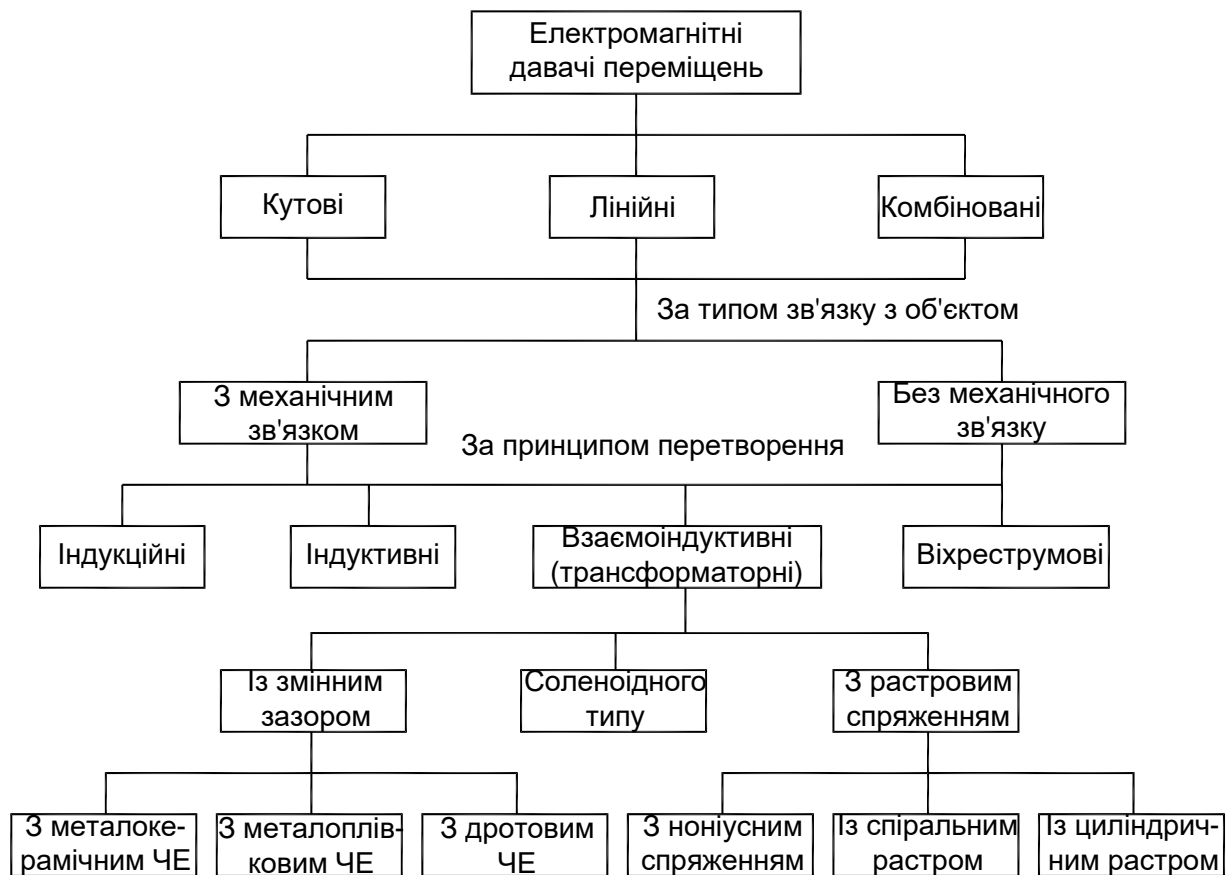 Електромагнітні
давачі переміщень
Кутові
Лінійні
Комбіновані
За типом зв'язку з об'єктом
З механічним
зв'язком
Без механічного
зв'язку
За принципом перетворення
Індукційні
Індуктивні
Взаємоіндуктивні
(трансформаторні)
Віхреструмові
Із змінним
зазором
Соленоідного
типу
З растровим
спряженням
З металоке-
рамічним ЧЕ
З металоплів-
ковим ЧЕ
З дротовим
ЧЕ
З ноніусним
спряженням
Із спіральним
растром
Із циліндрич-
ним растром